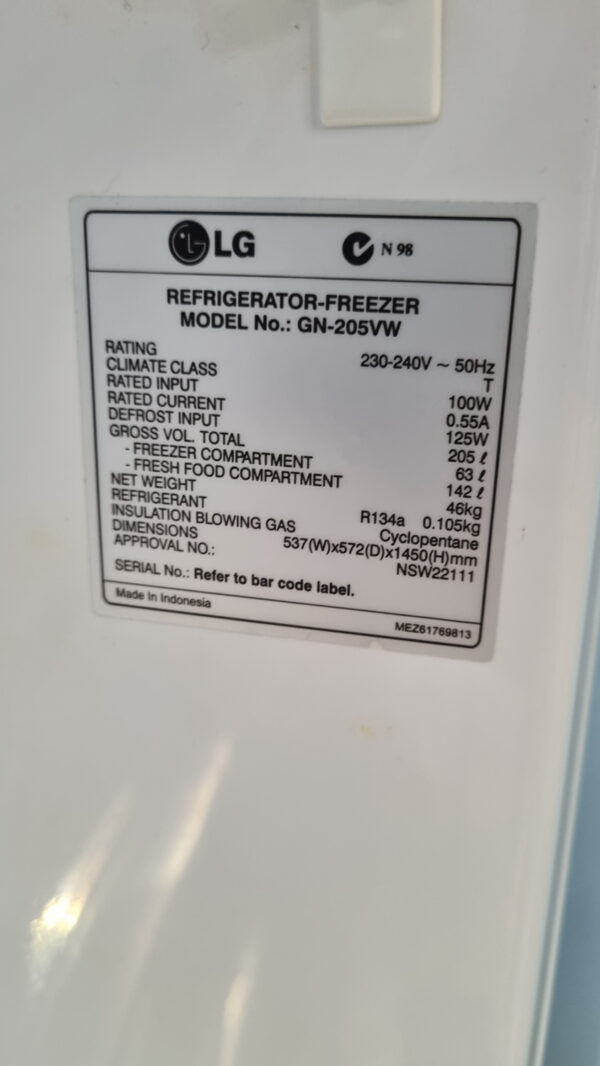 LG N 98
REFRIGERATOR-FREEZER
MODEL No.: GN-205VW
RATING 230-240V ~ 50Hz
CLIMATE CLASS T
RATED INPUT 100W
RATED CURRENT 0.55A
DEFROST INPUT 125W
GROSS VOL. TOTAL 205 ℓ
- FREEZER COMPARTMENT 63 ℓ
- FRESH FOOD COMPARTMENT 142 ℓ
NET WEIGHT 46kg
REFRIGERANT R134a 0.105kg
INSULATION BLOWING GAS Cyclopentane
DIMENSIONS 537(W)x572(D)x1450(H)mm
APPROVAL NO.: NSW22111
SERIAL No.: Refer to bar code label.
Made In Indonesia MEZ61769813